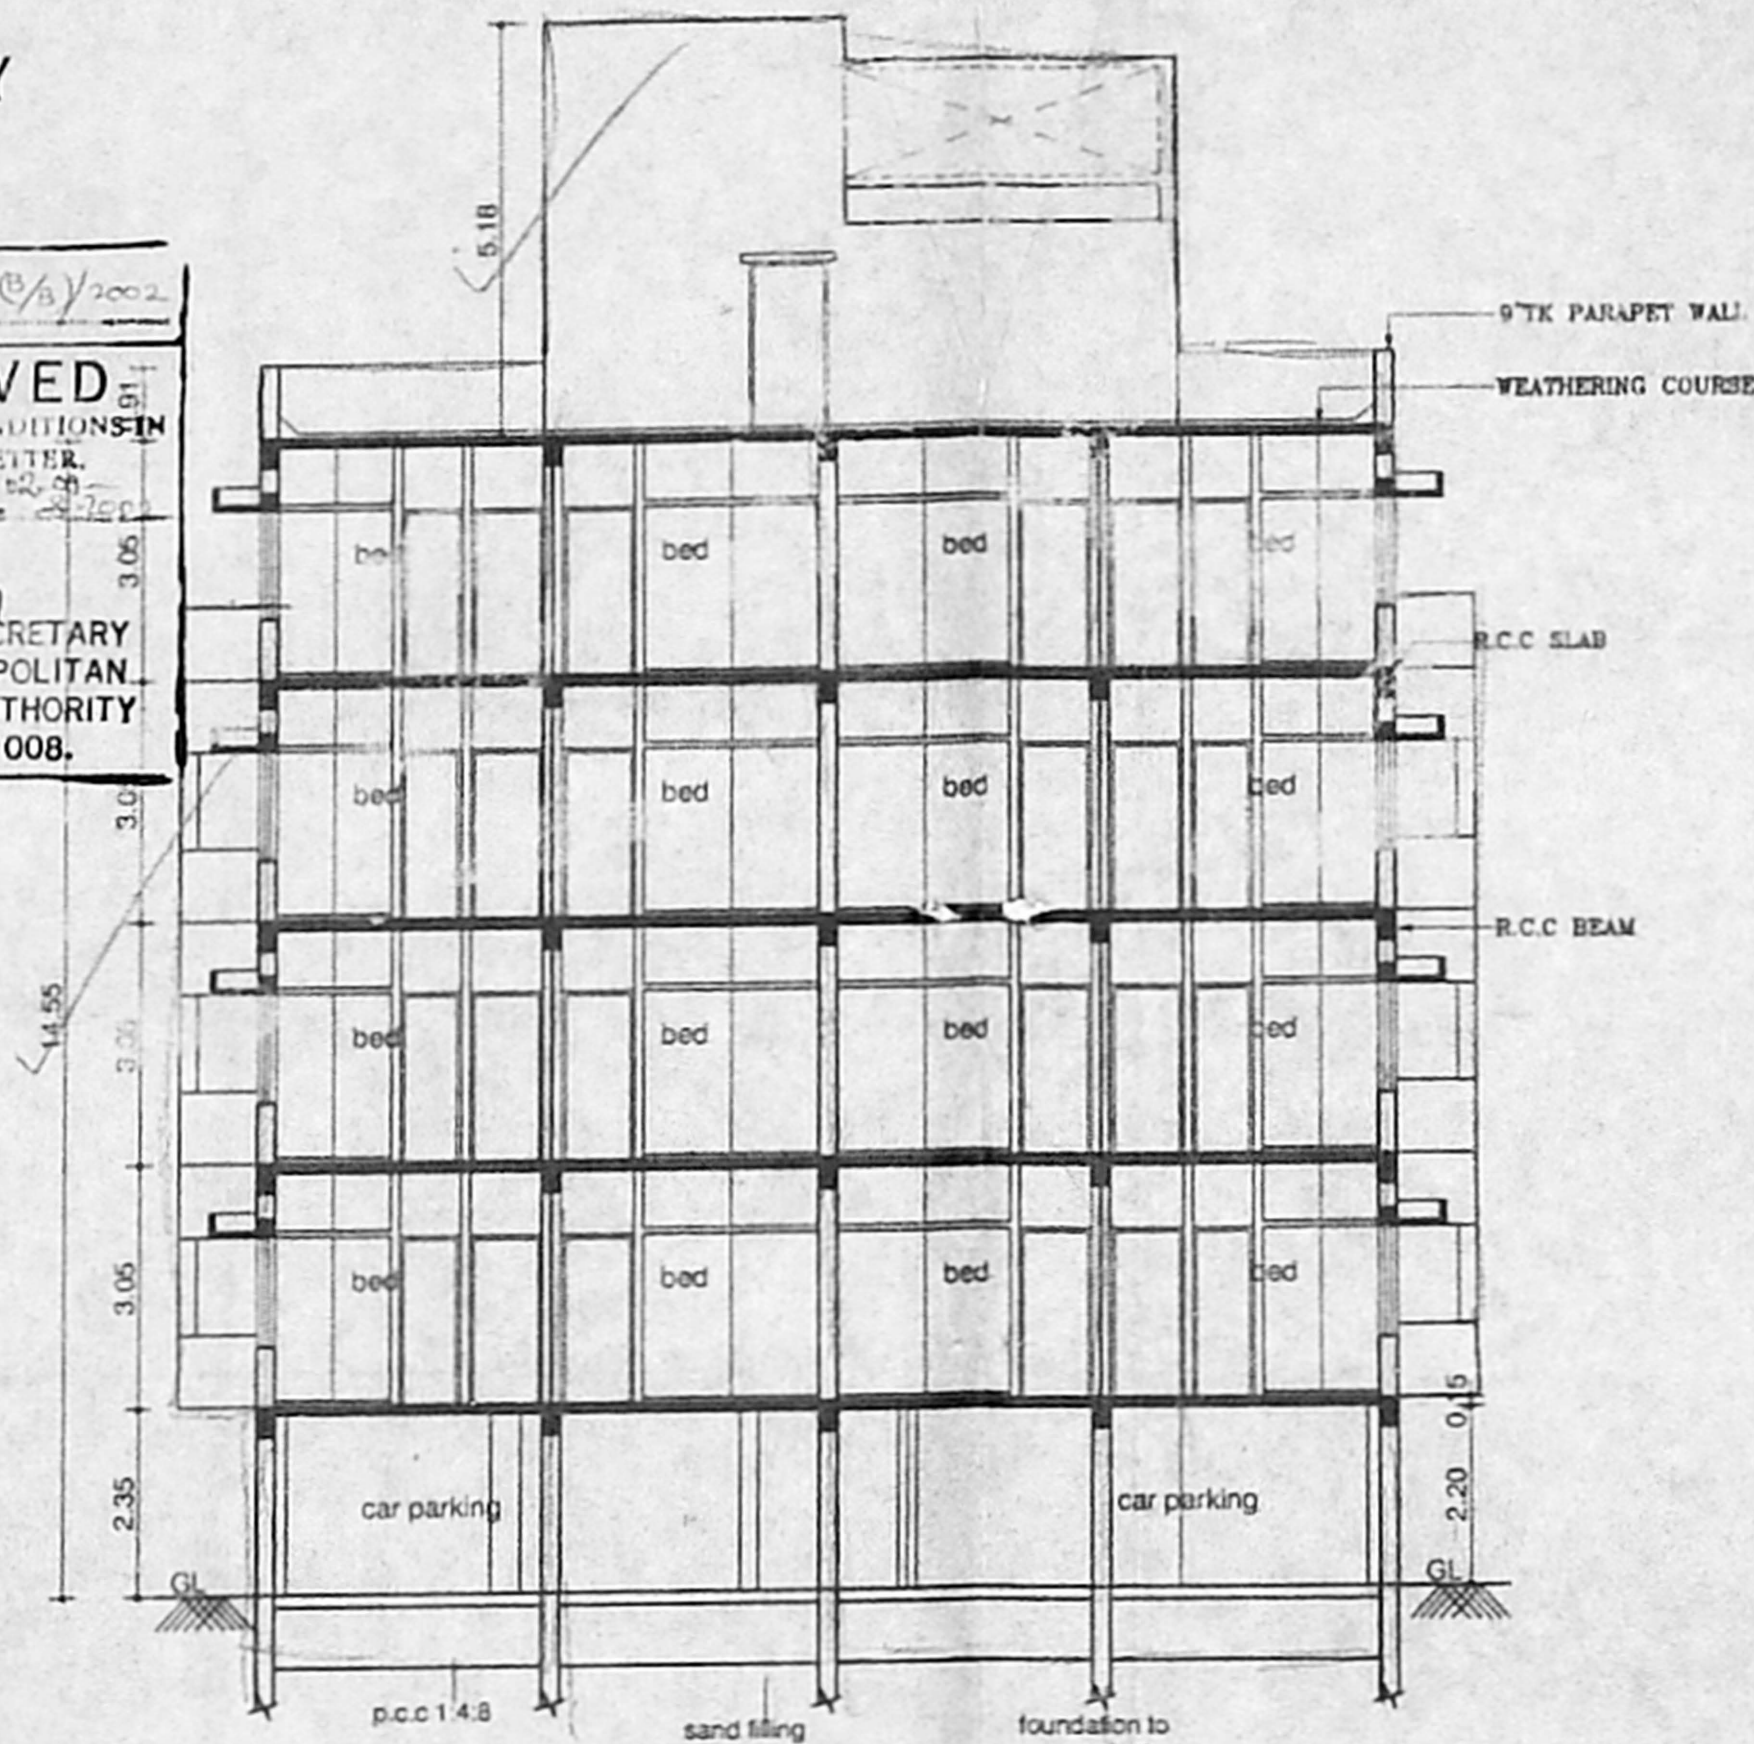 Y
(B/B)/2002
VED
DITIONS IN
ETTER.
CRETARY
POLITAN
THORITY
008.
5.18
.91
3.05
3.0
14.55
3.05
2.35
9"TK PARAPET WALL
WEATHERING COURSE
R.C.C SLAB
R.C.C BEAM
bed bed bed bed
bed bed bed bed
bed bed bed bed
bed bed bed bed
0.15
2.20
car parking car parking
GL GL
p.c.c 1:4:8
sand filling
foundation to